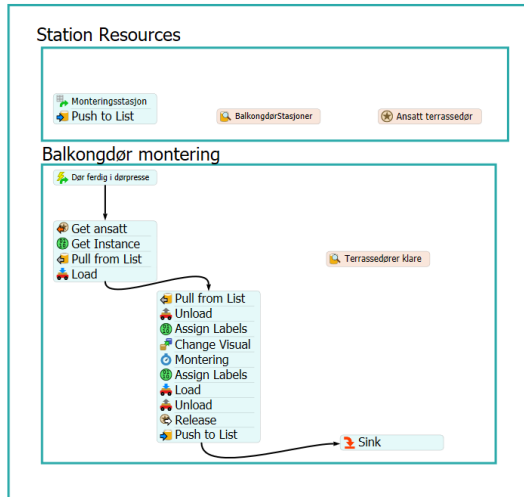 Station Resources
Monteringsstasjon
Push to List
BalkongdørStasjoner
Ansatt terrassedør
Balkongdør montering
Dør ferdig i dørpresse
Get ansatt
Get Instance
Pull from List
Load
Terrassedører klare
Pull from List
Unload
Assign Labels
Change Visual
Montering
Assign Labels
Load
Unload
Release
Push to List
Sink